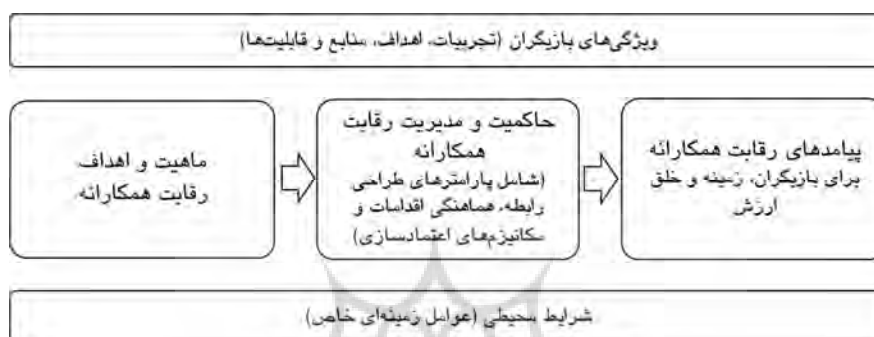 ویژگی‌های بازیگران (تجربیات، اهداف، منابع و قابلیت‌ها)
ماهیت و اهداف
رقابت همکارانه
حاکمیت و مدیریت رقابت
همکارانه
(شامل پارامترهای طراحی
رابطه، هماهنگی اقدامات و
مکانیزم‌های اعتمادسازی)
پیامدهای رقابت همکارانه
برای بازیگران، زمینه و خلق
ارزش
شرایط محیطی (عوامل زمینه‌ای خاص)